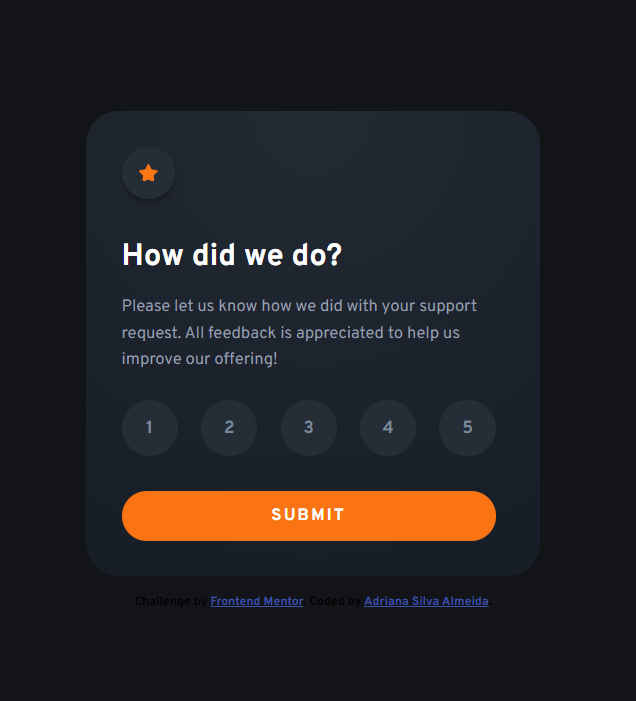 How did we do?
Please let us know how we did with your support
request. All feedback is appreciated to help us
improve our offering!
1 2 3 4 5
SUBMIT
Challenge by Frontend Mentor. Coded by Adriana Silva Almeida.